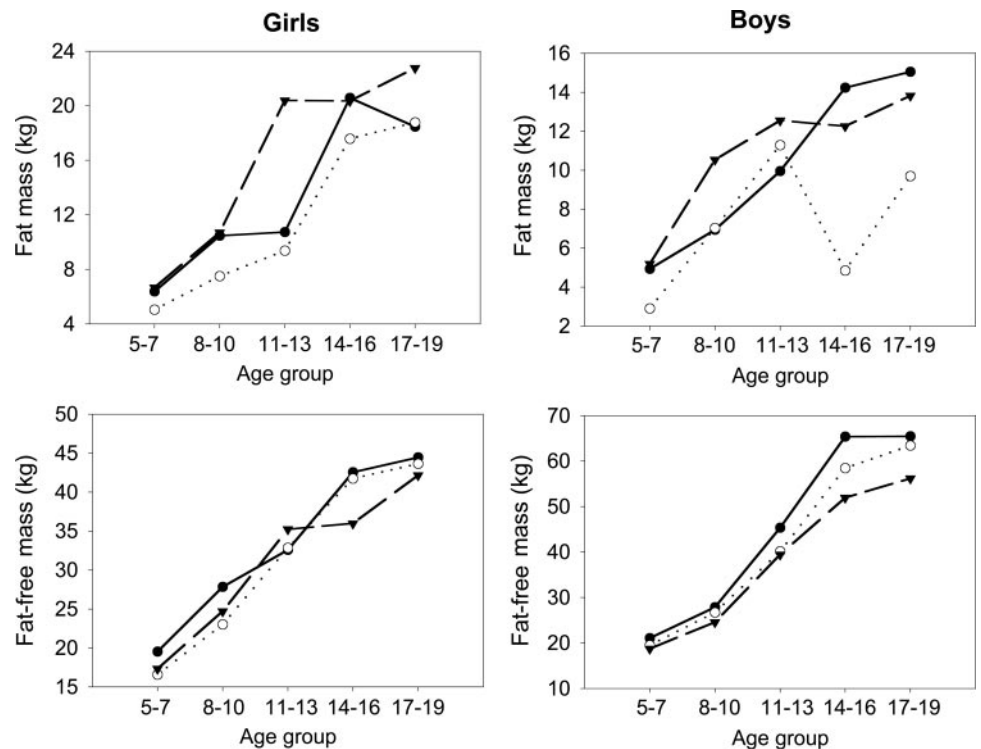 Girls
Fat mass (kg)
24
20
16
12
8
4
5-7 8-10 11-13 14-16 17-19
Age group
Boys
Fat mass (kg)
16
14
12
10
8
6
4
2
5-7 8-10 11-13 14-16 17-19
Age group
Fat-free mass (kg)
50
45
40
35
30
25
20
15
5-7 8-10 11-13 14-16 17-19
Age group
Fat-free mass (kg)
70
60
50
40
30
20
10
5-7 8-10 11-13 14-16 17-19
Age group